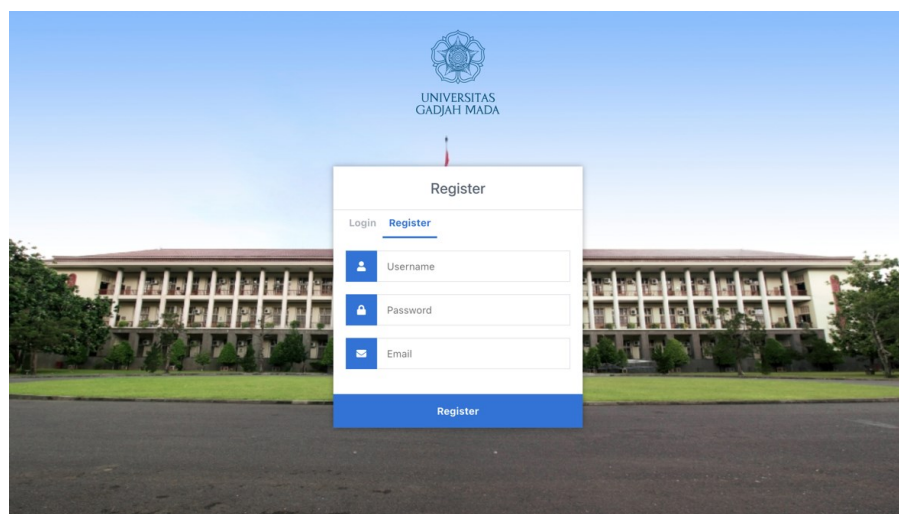 UNIVERSITAS
GADJAH MADA
Register
Login Register
Username
Password
Email
Register